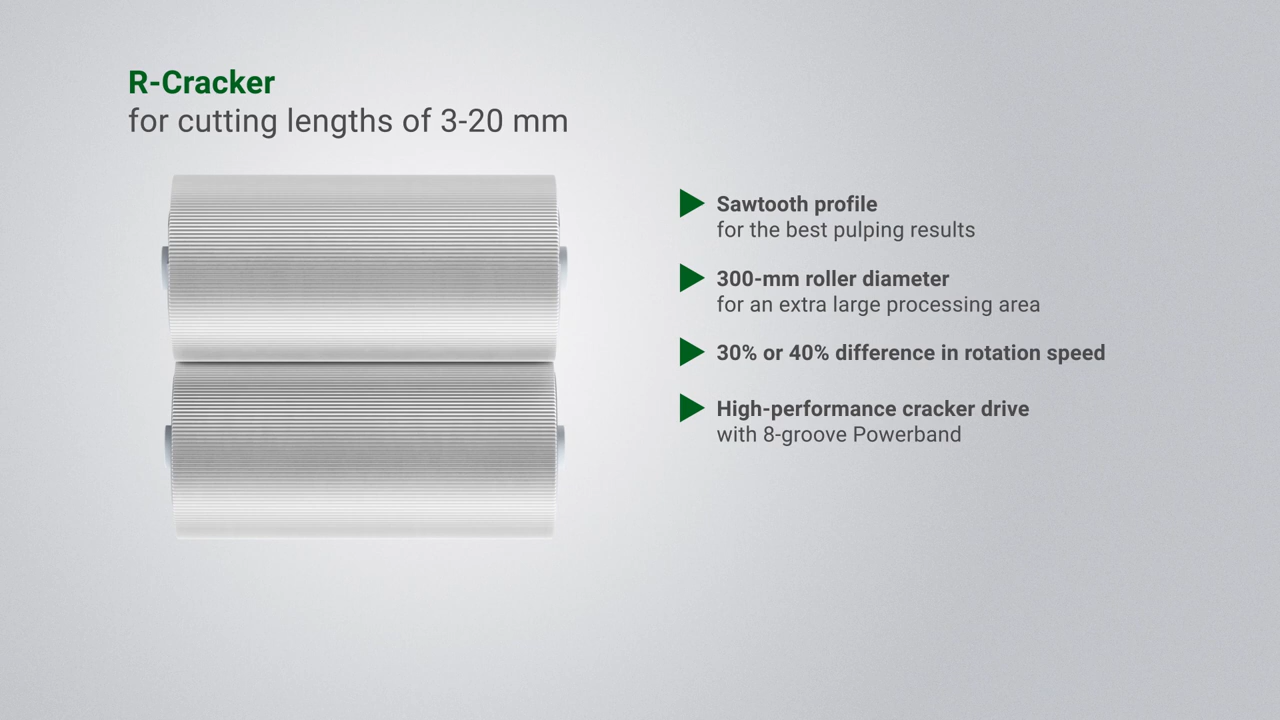 R-Cracker
for cutting lengths of 3-20 mm
Sawtooth profile
for the best pulping results
300-mm roller diameter
for an extra large processing area
30% or 40% difference in rotation speed
High-performance cracker drive
with 8-groove Powerband